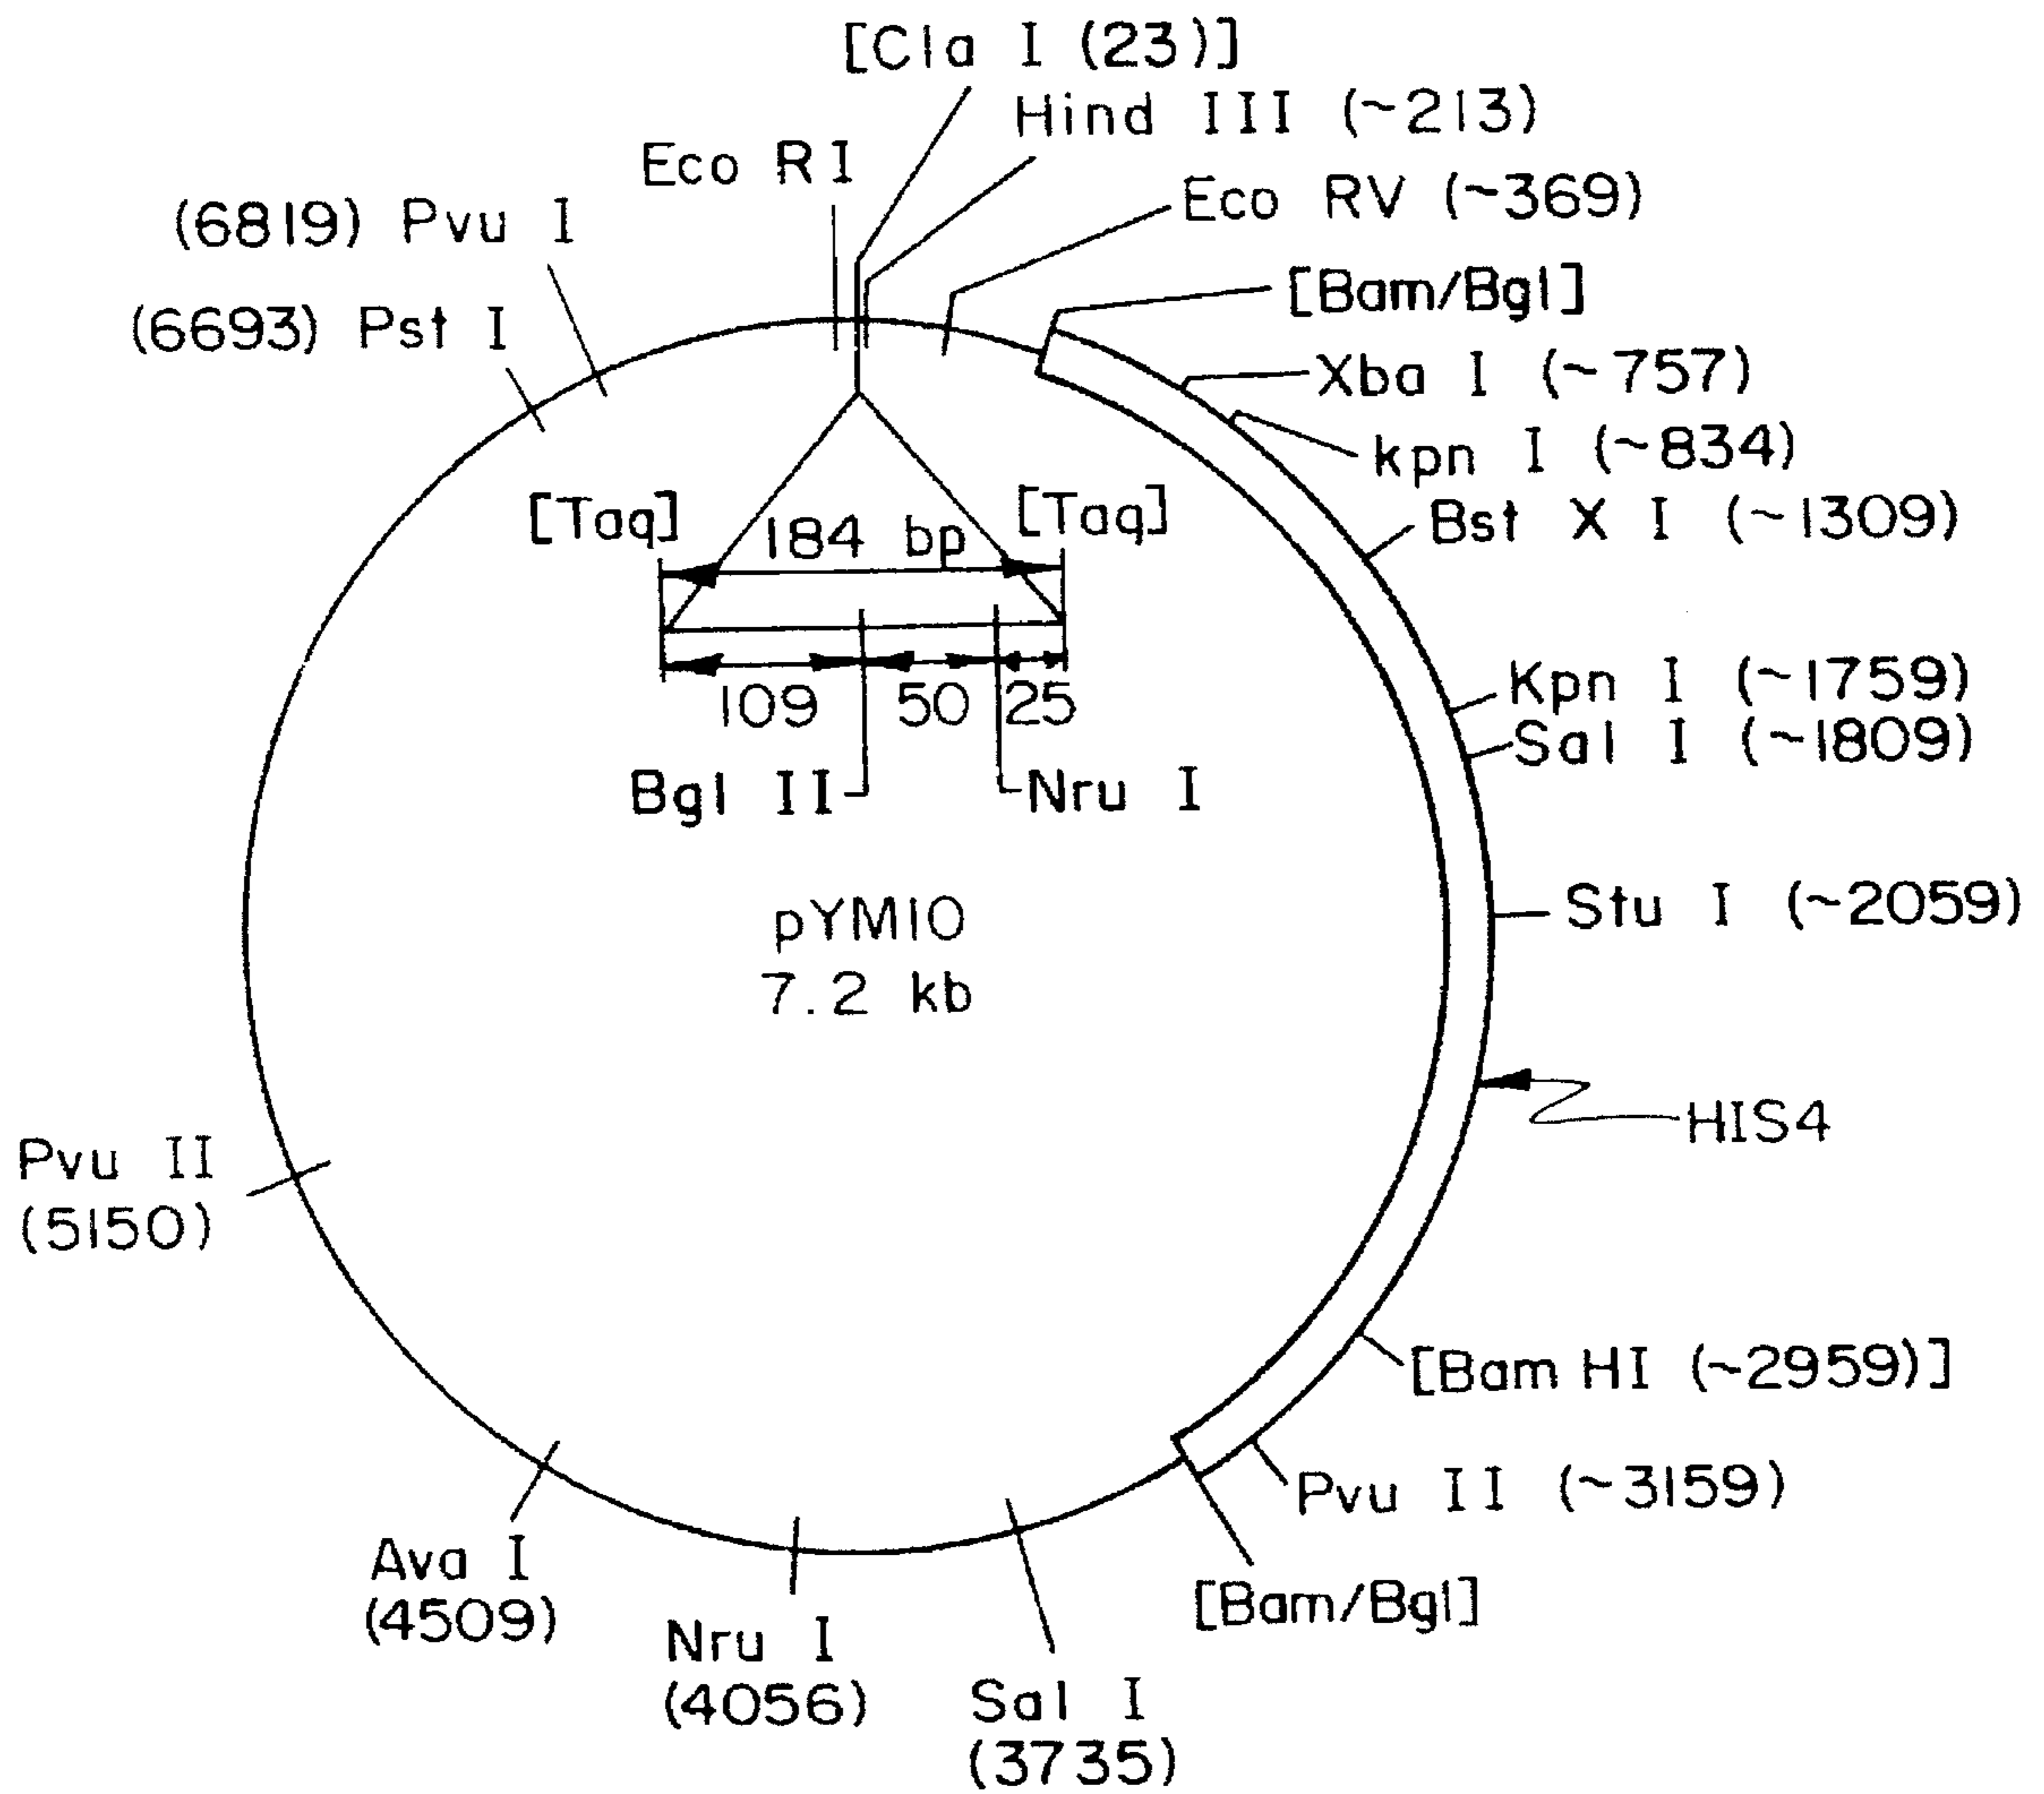 [Cla I (23)]
Hind III (~213)
Eco RI
Eco RV (~369)
(6819) Pvu I
[Bam/Bgl]
(6693) Pst I
Xba I (~757)
kpn I (~834)
[Taq]
184 bp
[Taq]
Bst X I (~1309)
109
50
25
Kpn I (~1759)
Sal I (~1809)
Bgl II
Nru I
Stu I (~2059)
pYM10
7.2 kb
HIS4
Pvu II
(5150)
[Bam HI (~2959)]
Pvu II (~3159)
Ava I
(4509)
[Bam/Bgl]
Nru I
(4056)
Sal I
(3735)